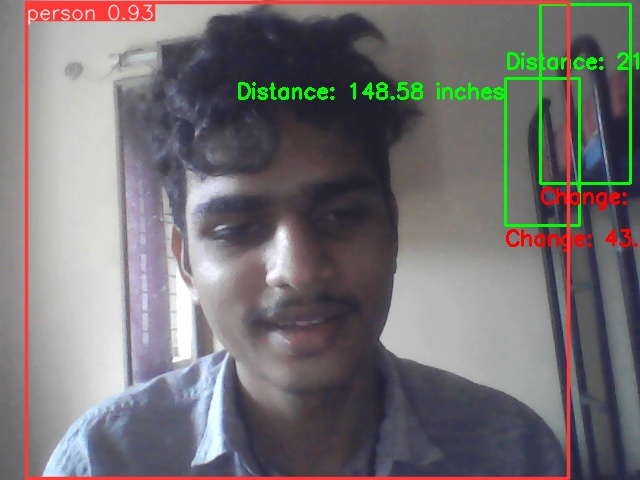 person 0.93
Distance: 21
Distance: 148.58 inches
Change:
Change: 43.